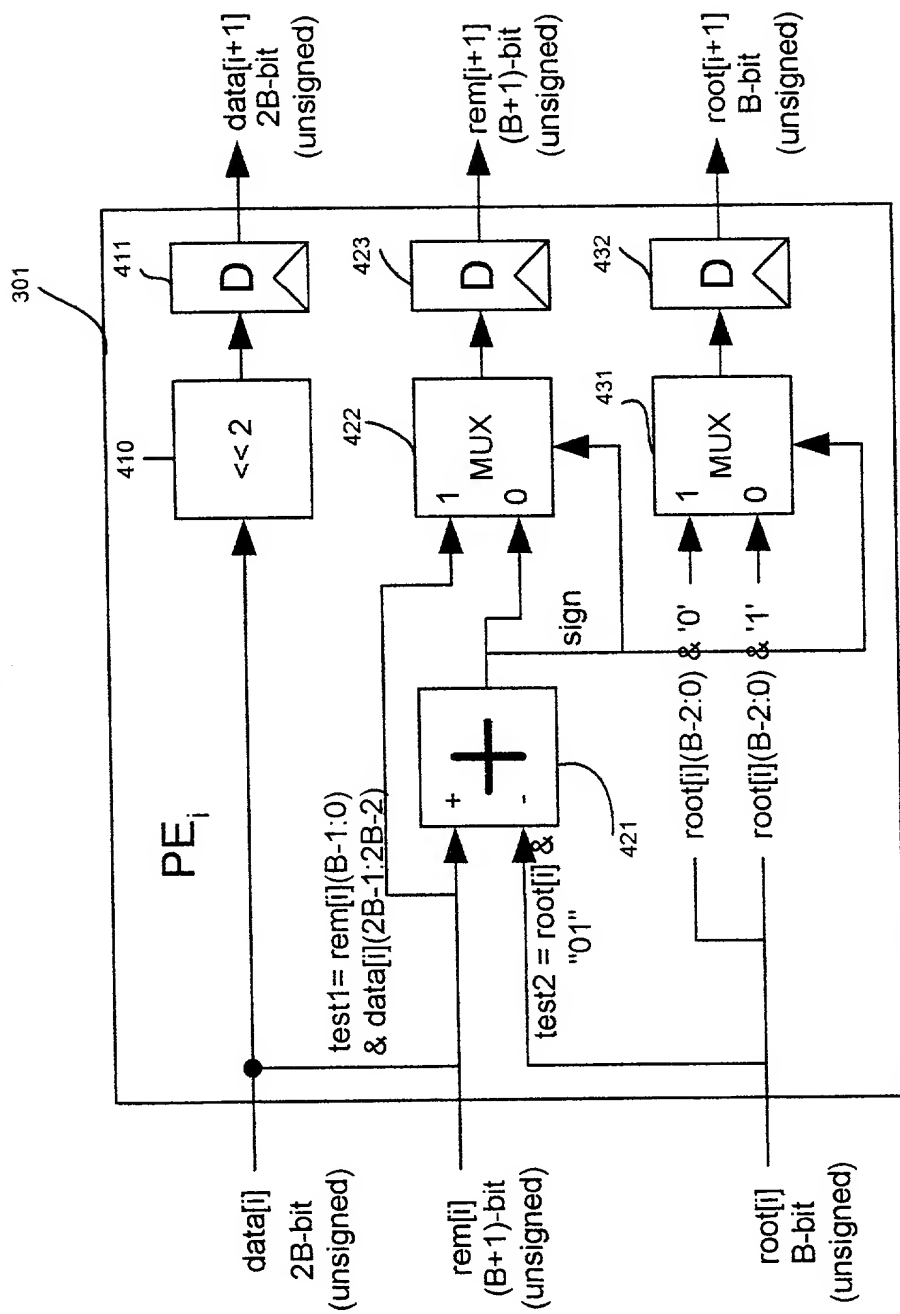 301
PE i
data[i]
2B-bit
(unsigned)
410
<< 2
411
D
data[i+1]
2B-bit
(unsigned)
rem[i]
(B+1)-bit
(unsigned)
test1= rem[i](B-1:0)
& data[i](2B-1:2B-2)
+
-
421
test2 = root[i] &
"01"
sign
422
1
MUX
0
423
D
rem[i+1]
(B+1)-bit
(unsigned)
root[i]
B-bit
(unsigned)
root[i](B-2:0) & '0'
root[i](B-2:0) & '1'
431
1
MUX
0
432
D
root[i+1]
B-bit
(unsigned)